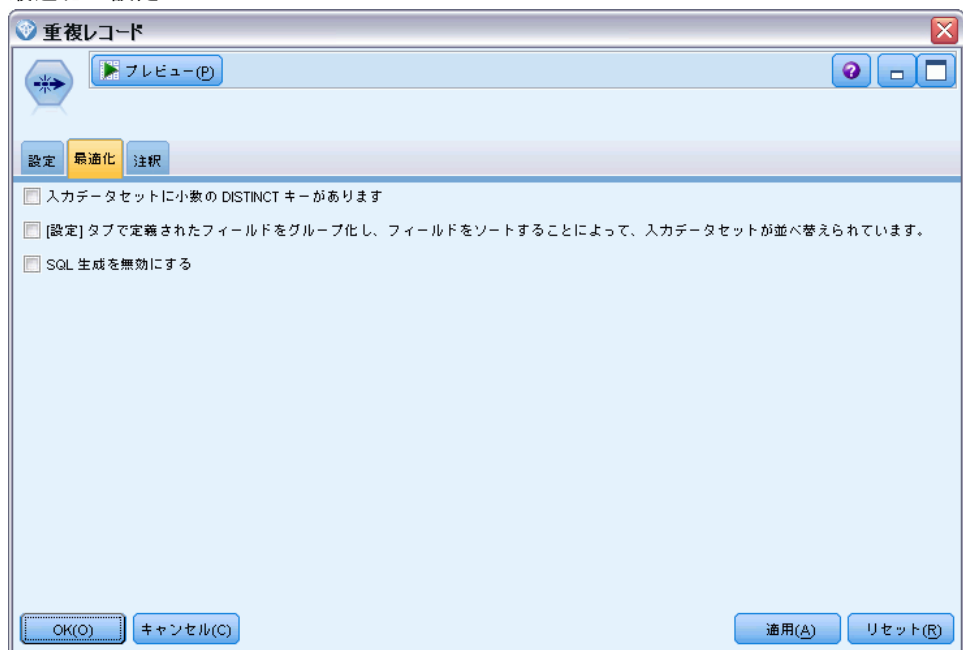 重複レコード
プレビュー(P)
設定 最適化 注釈
入力データセットに小数の DISTINCT キーがあります
[設定] タブで定義されたフィールドをグループ化し、フィールドをソートすることによって、入力データセットが並べ替えられています。
SQL 生成を無効にする
OK(O) キャンセル(C) 適用(A) リセット(R)